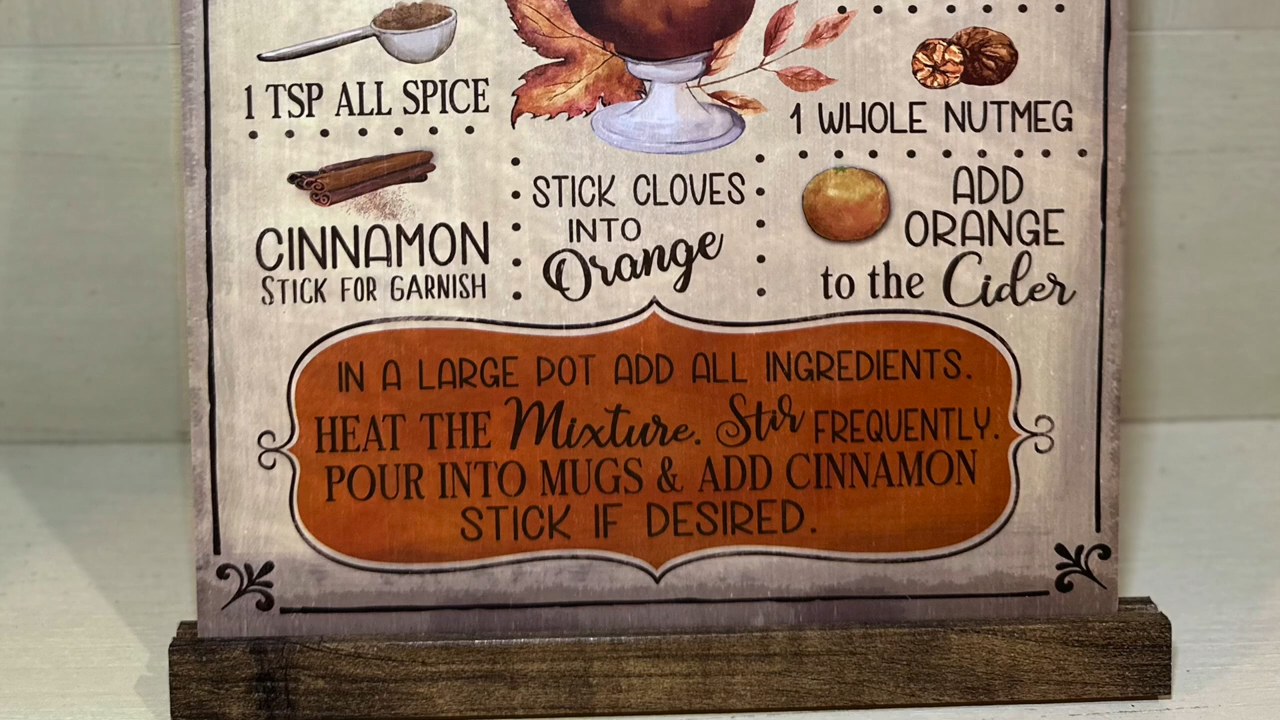 1 TSP ALL SPICE
1 WHOLE NUTMEG
CINNAMON
STICK FOR GARNISH
STICK CLOVES
INTO
Orange
ADD
ORANGE
to the Cider
IN A LARGE POT ADD ALL INGREDIENTS.
HEAT THE Mixture. Stir FREQUENTLY.
POUR INTO MUGS & ADD CINNAMON
STICK IF DESIRED.